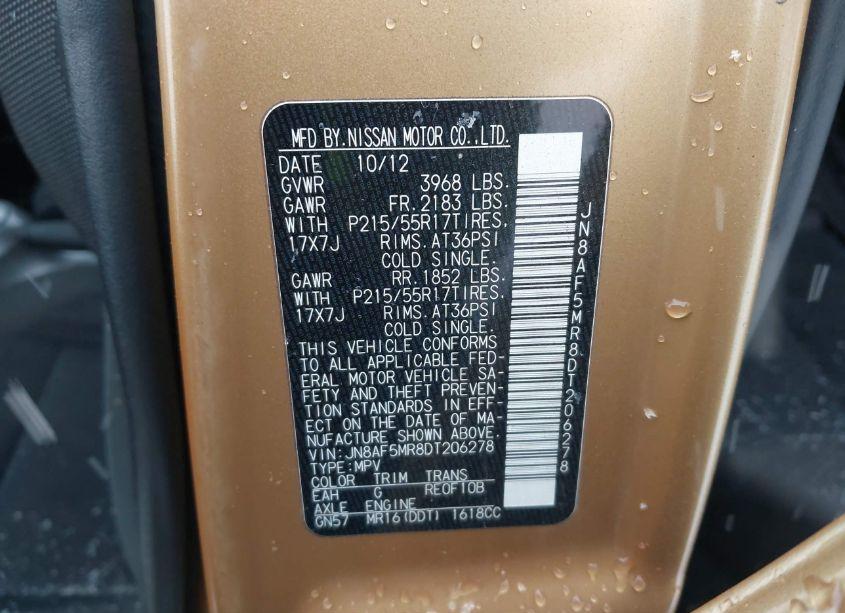 MFD BY.NISSAN MOTOR CO.,LTD.
DATE 10/12
GVWR 3968 LBS.
GAWR FR. 2183 LBS.
WITH P215/55R17TIRES.
17X7J RIMS.AT36PSI
COLD SINGLE.
GAWR RR. 1852 LBS.
WITH P215/55R17TIRES.
17X7J RIMS.AT36PSI
COLD SINGLE.
THIS VEHICLE CONFORMS
TO ALL APPLICABLE FED-
ERAL MOTOR VEHICLE SA-
FETY AND THEFT PREVEN-
TION STANDARDS IN EFF-
ECT ON THE DATE OF MA-
NUFACTURE SHOWN ABOVE.
VIN:JN8AF5MR8DT206278
TYPE:MPV
COLOR TRIM TRANS
EAH G RE0F10B
AXLE ENGINE
GN57 MR16(DDT) 1618CC
JN8AF5MR8DT206278